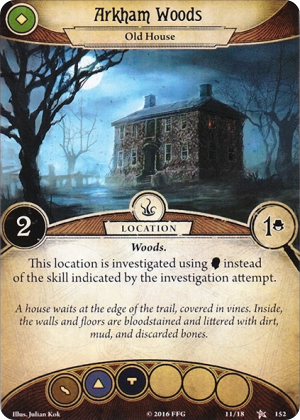 Arkham Woods
Old House
2
LOCATION
1
Woods.
This location is investigated using instead
of the skill indicated by the investigation attempt.
A house waits at the edge of the trail, covered in vines. Inside,
the walls and floors are bloodstained and littered with dirt,
mud, and discarded bones.
Illus. Julian Kok
© 2016 FFG
11/18
152